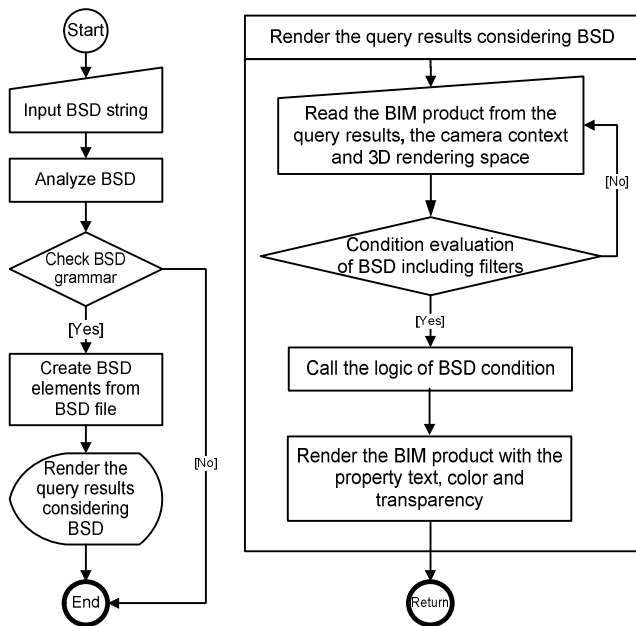 Start
Input BSD string
Analyze BSD
Check BSD
grammar
[Yes]
Create BSD
elements from
BSD file
[No]
Render the
query results
considering
BSD
End
Render the query results considering BSD
Read the BIM product from the
query results, the camera context
and 3D rendering space
[No]
Condition evaluation
of BSD including filters
[Yes]
Call the logic of BSD condition
Render the BIM product with the
property text, color and
transparency
Return